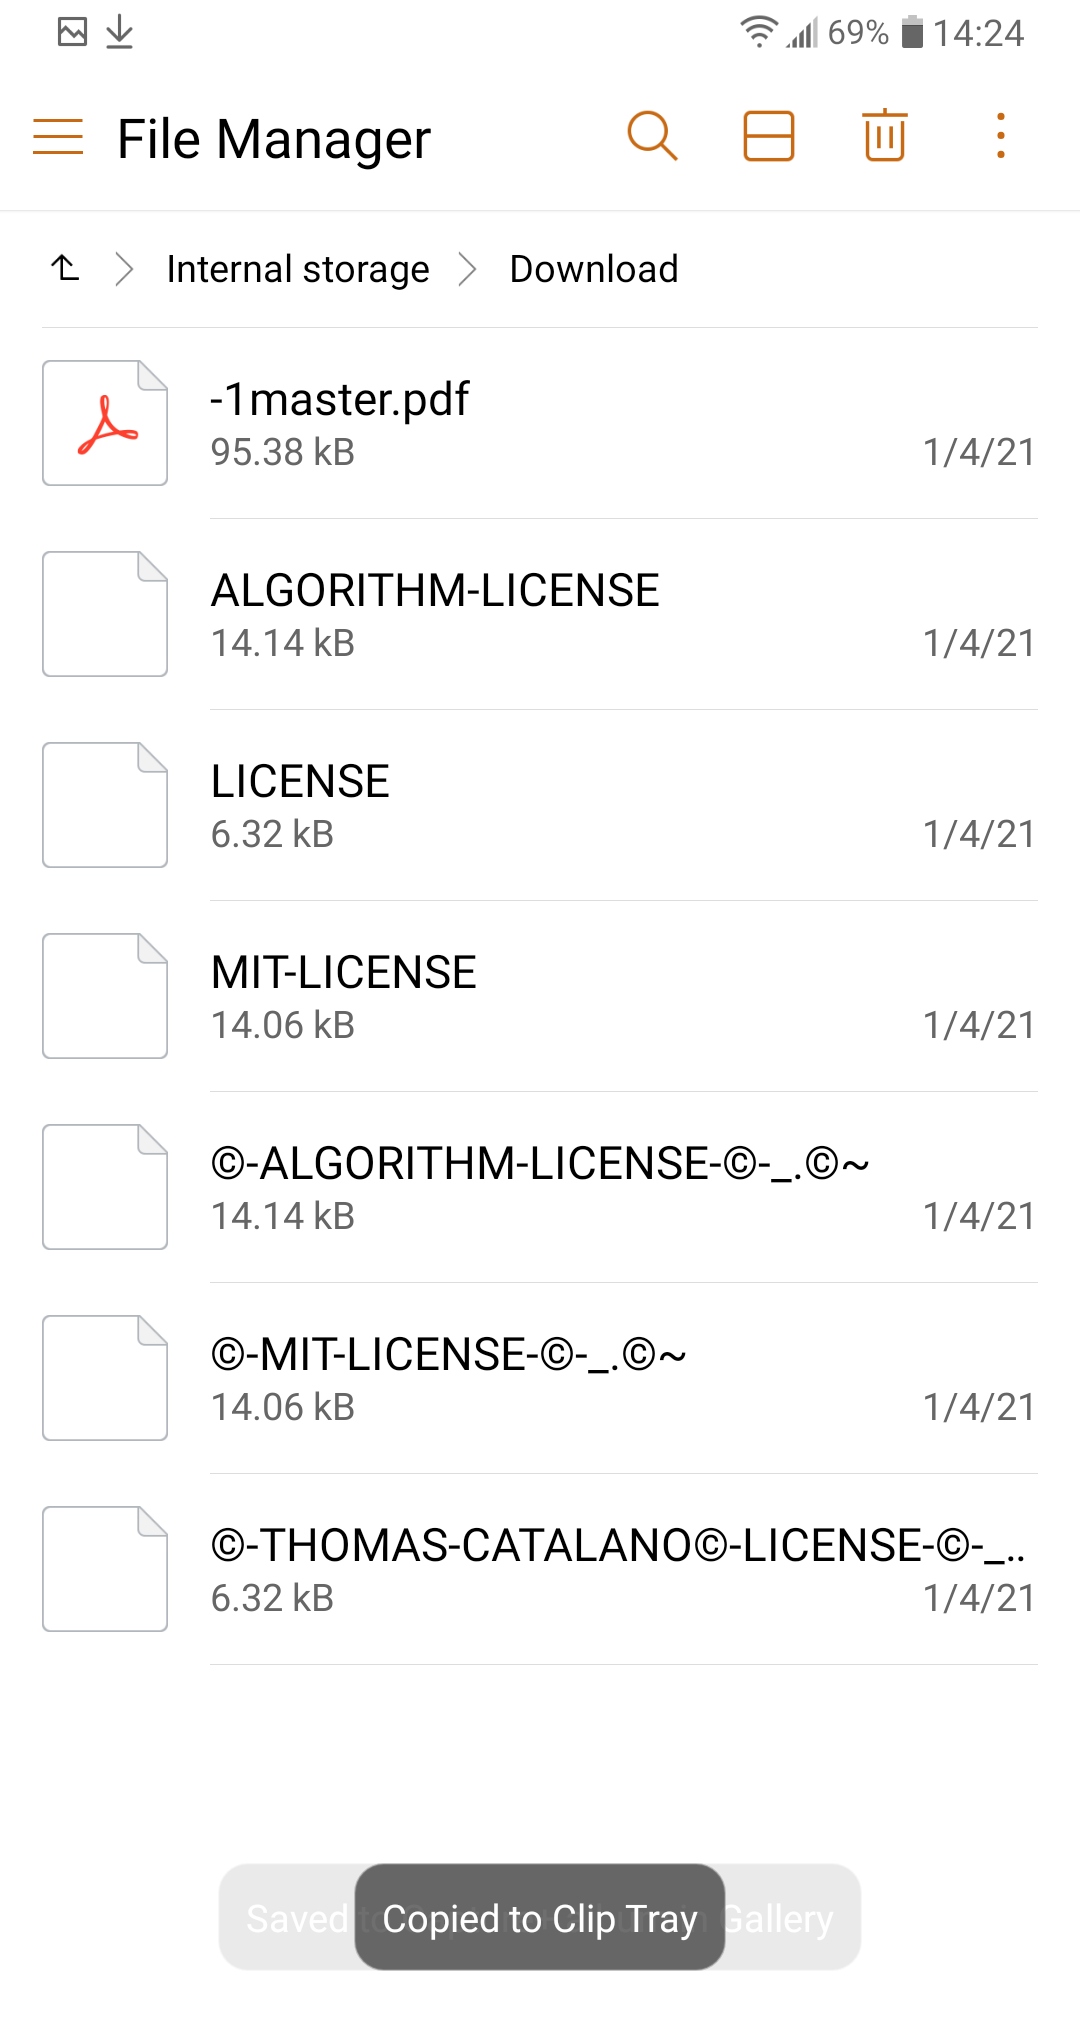 69% 14:24
File Manager
Internal storage > Download
-1master.pdf
95.38 kB 1/4/21
ALGORITHM-LICENSE
14.14 kB 1/4/21
LICENSE
6.32 kB 1/4/21
MIT-LICENSE
14.06 kB 1/4/21
©-ALGORITHM-LICENSE-©-_.©~
14.14 kB 1/4/21
©-MIT-LICENSE-©-_.©~
14.06 kB 1/4/21
©-THOMAS-CATALANO©-LICENSE-©-_..
6.32 kB 1/4/21
Saved to Gallery
Copied to Clip Tray